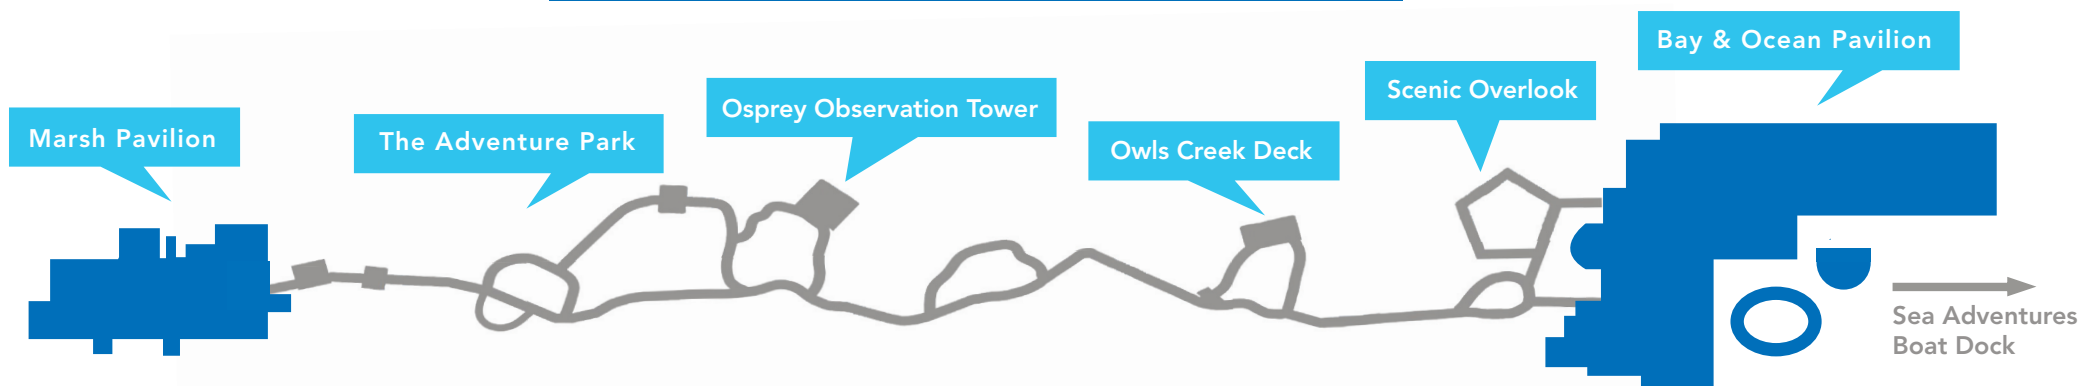 Marsh Pavilion
The Adventure Park
Osprey Observation Tower
Owls Creek Deck
Scenic Overlook
Bay & Ocean Pavilion
Sea Adventures
Boat Dock